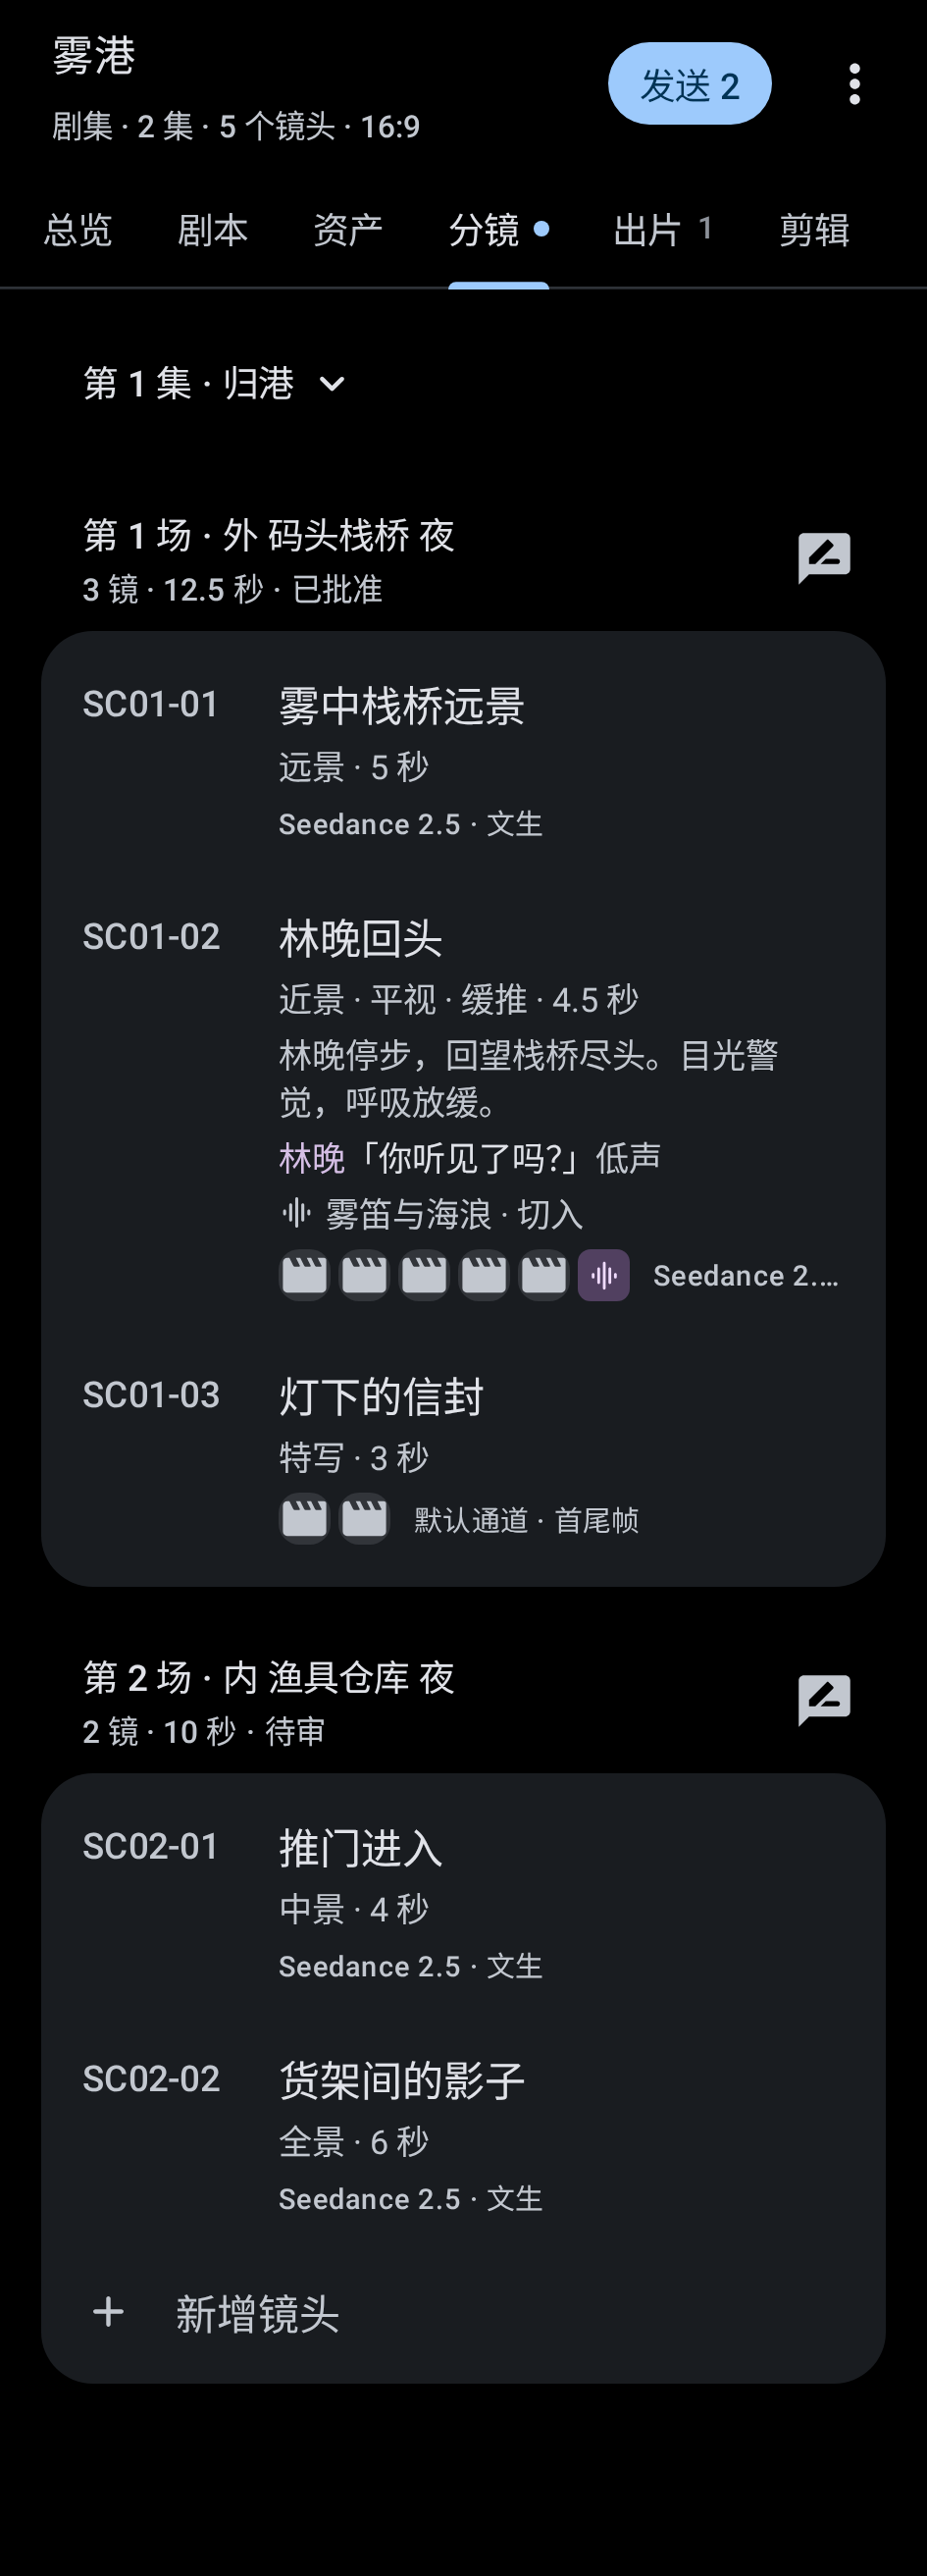 雾港
剧集 · 2 集 · 5 个镜头 · 16:9
发送 2
总览 剧本 资产 分镜 出片 1 剪辑
第 1 集 · 归港
第 1 场 · 外 码头栈桥 夜
3 镜 · 12.5 秒 · 已批准
SC01-01 雾中栈桥远景
远景 · 5 秒
Seedance 2.5 · 文生
SC01-02 林晚回头
近景 · 平视 · 缓推 · 4.5 秒
林晚停步，回望栈桥尽头。目光警
觉，呼吸放缓。
林晚「你听见了吗？」低声
雾笛与海浪 · 切入
Seedance 2....
SC01-03 灯下的信封
特写 · 3 秒
默认通道 · 首尾帧
第 2 场 · 内 渔具仓库 夜
2 镜 · 10 秒 · 待审
SC02-01 推门进入
中景 · 4 秒
Seedance 2.5 · 文生
SC02-02 货架间的影子
全景 · 6 秒
Seedance 2.5 · 文生
新增镜头